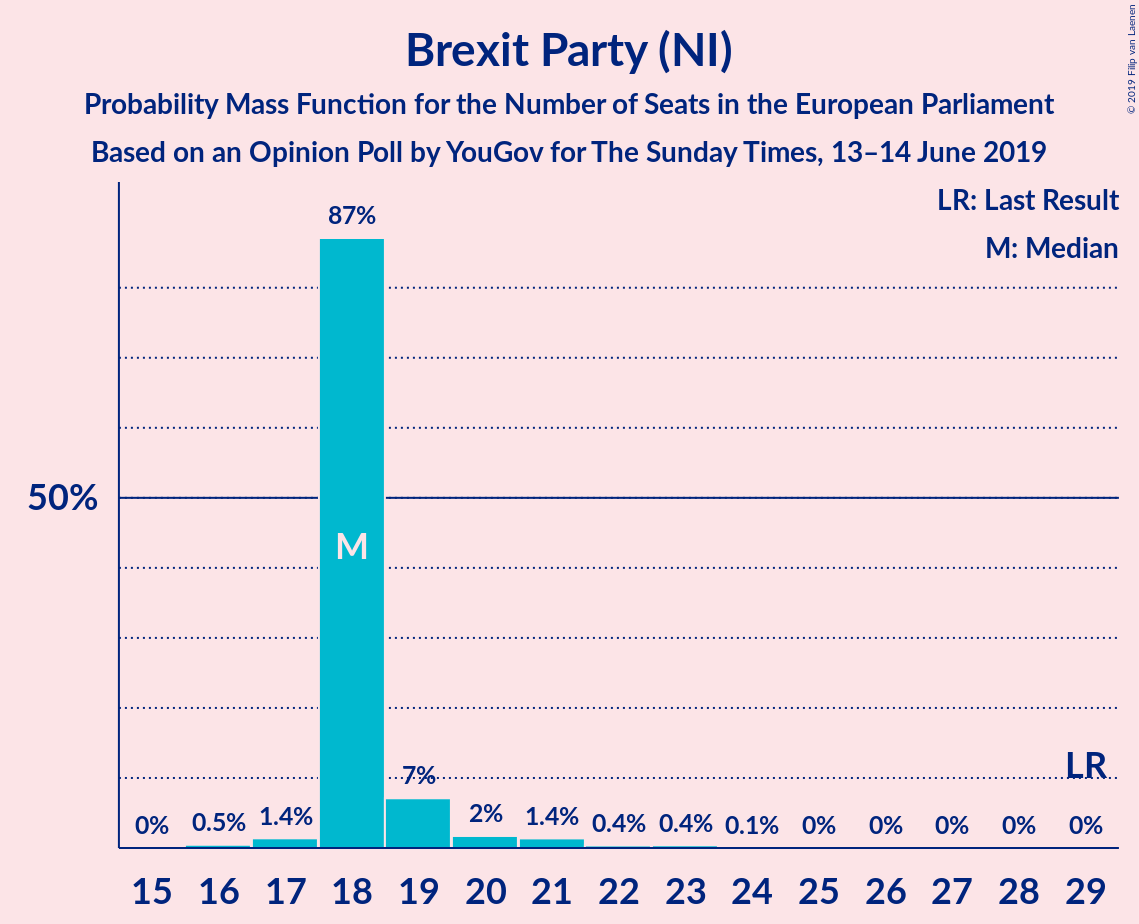 Brexit Party (NI)
Probability Mass Function for the Number of Seats in the European Parliament
Based on an Opinion Poll by YouGov for The Sunday Times, 13–14 June 2019
© 2019 Filip van Laenen
LR: Last Result
M: Median
87%
50%
M
LR
7%
0% 0.5% 1.4% 2% 1.4% 0.4% 0.4% 0.1% 0% 0% 0% 0% 0%
15 16 17 18 19 20 21 22 23 24 25 26 27 28 29